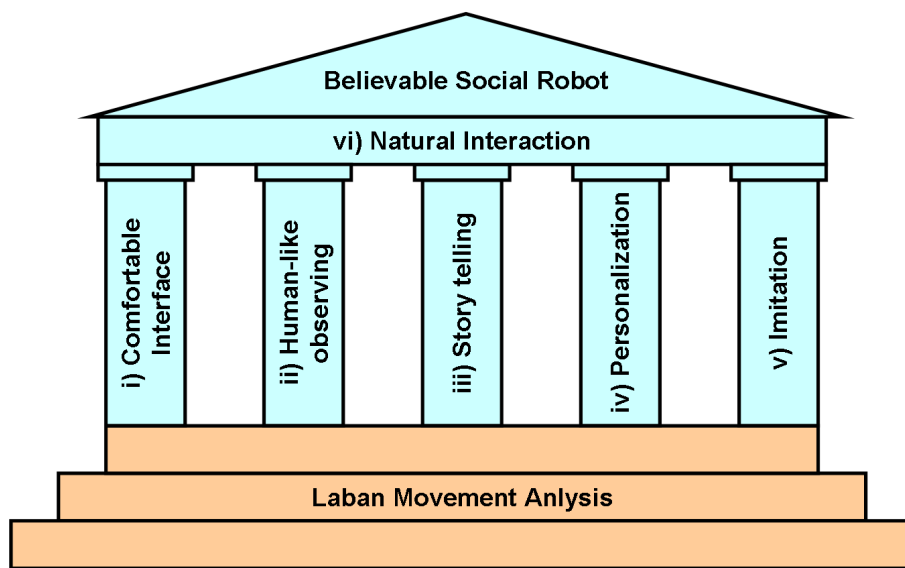 Believable Social Robot
vi) Natural Interaction
i) Comfortable
Interface
ii) Human-like
observing
iii) Story telling
iv) Personalization
v) Imitation
Laban Movement Anlysis